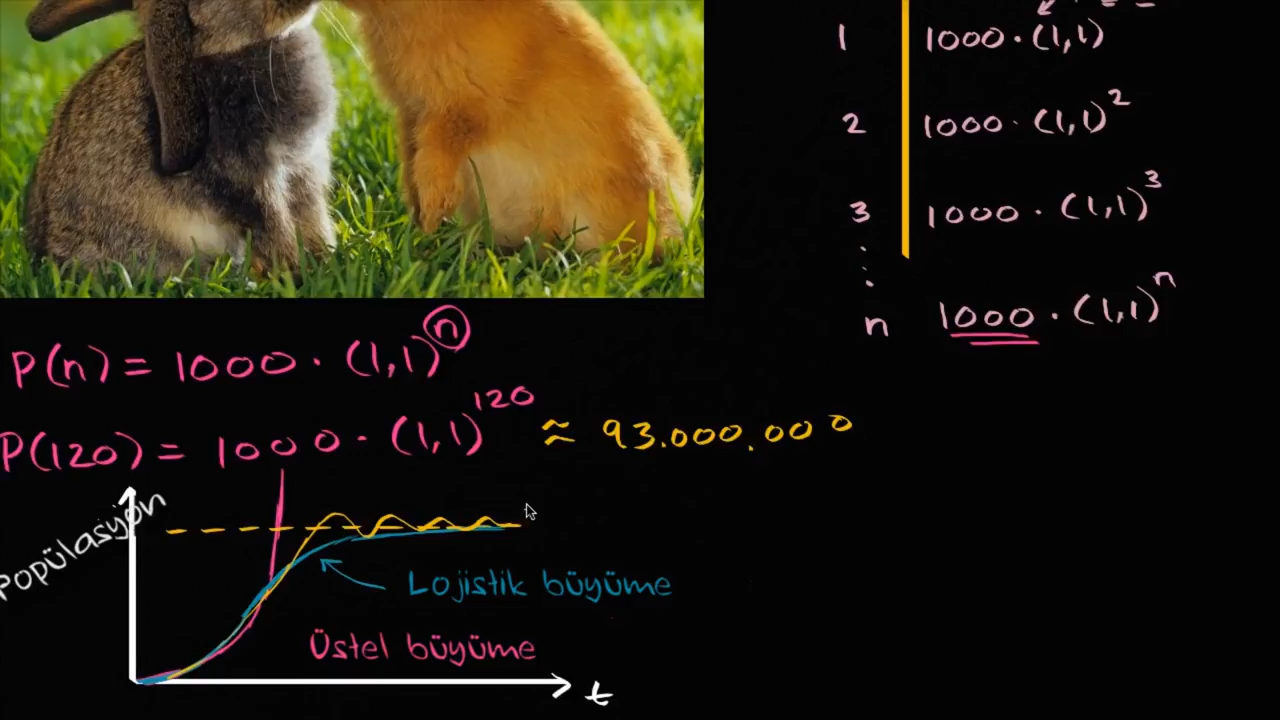 1 1000 · (1,1)
2 1000 · (1,1)²
3 1000 · (1,1)³
n 1000 · (1,1)ⁿ
P(n) = 1000 · (1,1)ⁿ
P(120) = 1000 · (1,1)¹²⁰ ≈ 93.000.000
Popülasyon
Lojistik büyüme
Üstel büyüme
t